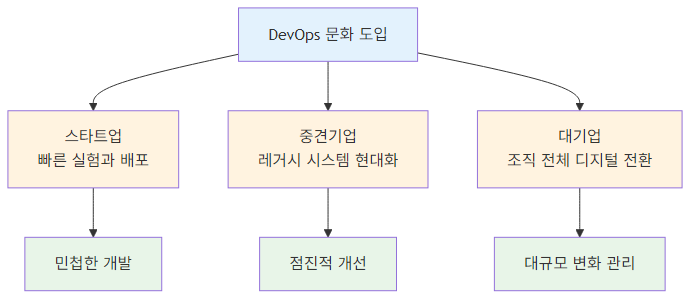 DevOps 문화 도입
스타트업
빠른 실험과 배포
중견기업
레거시 시스템 현대화
대기업
조직 전체 디지털 전환
민첩한 개발
점진적 개선
대규모 변화 관리